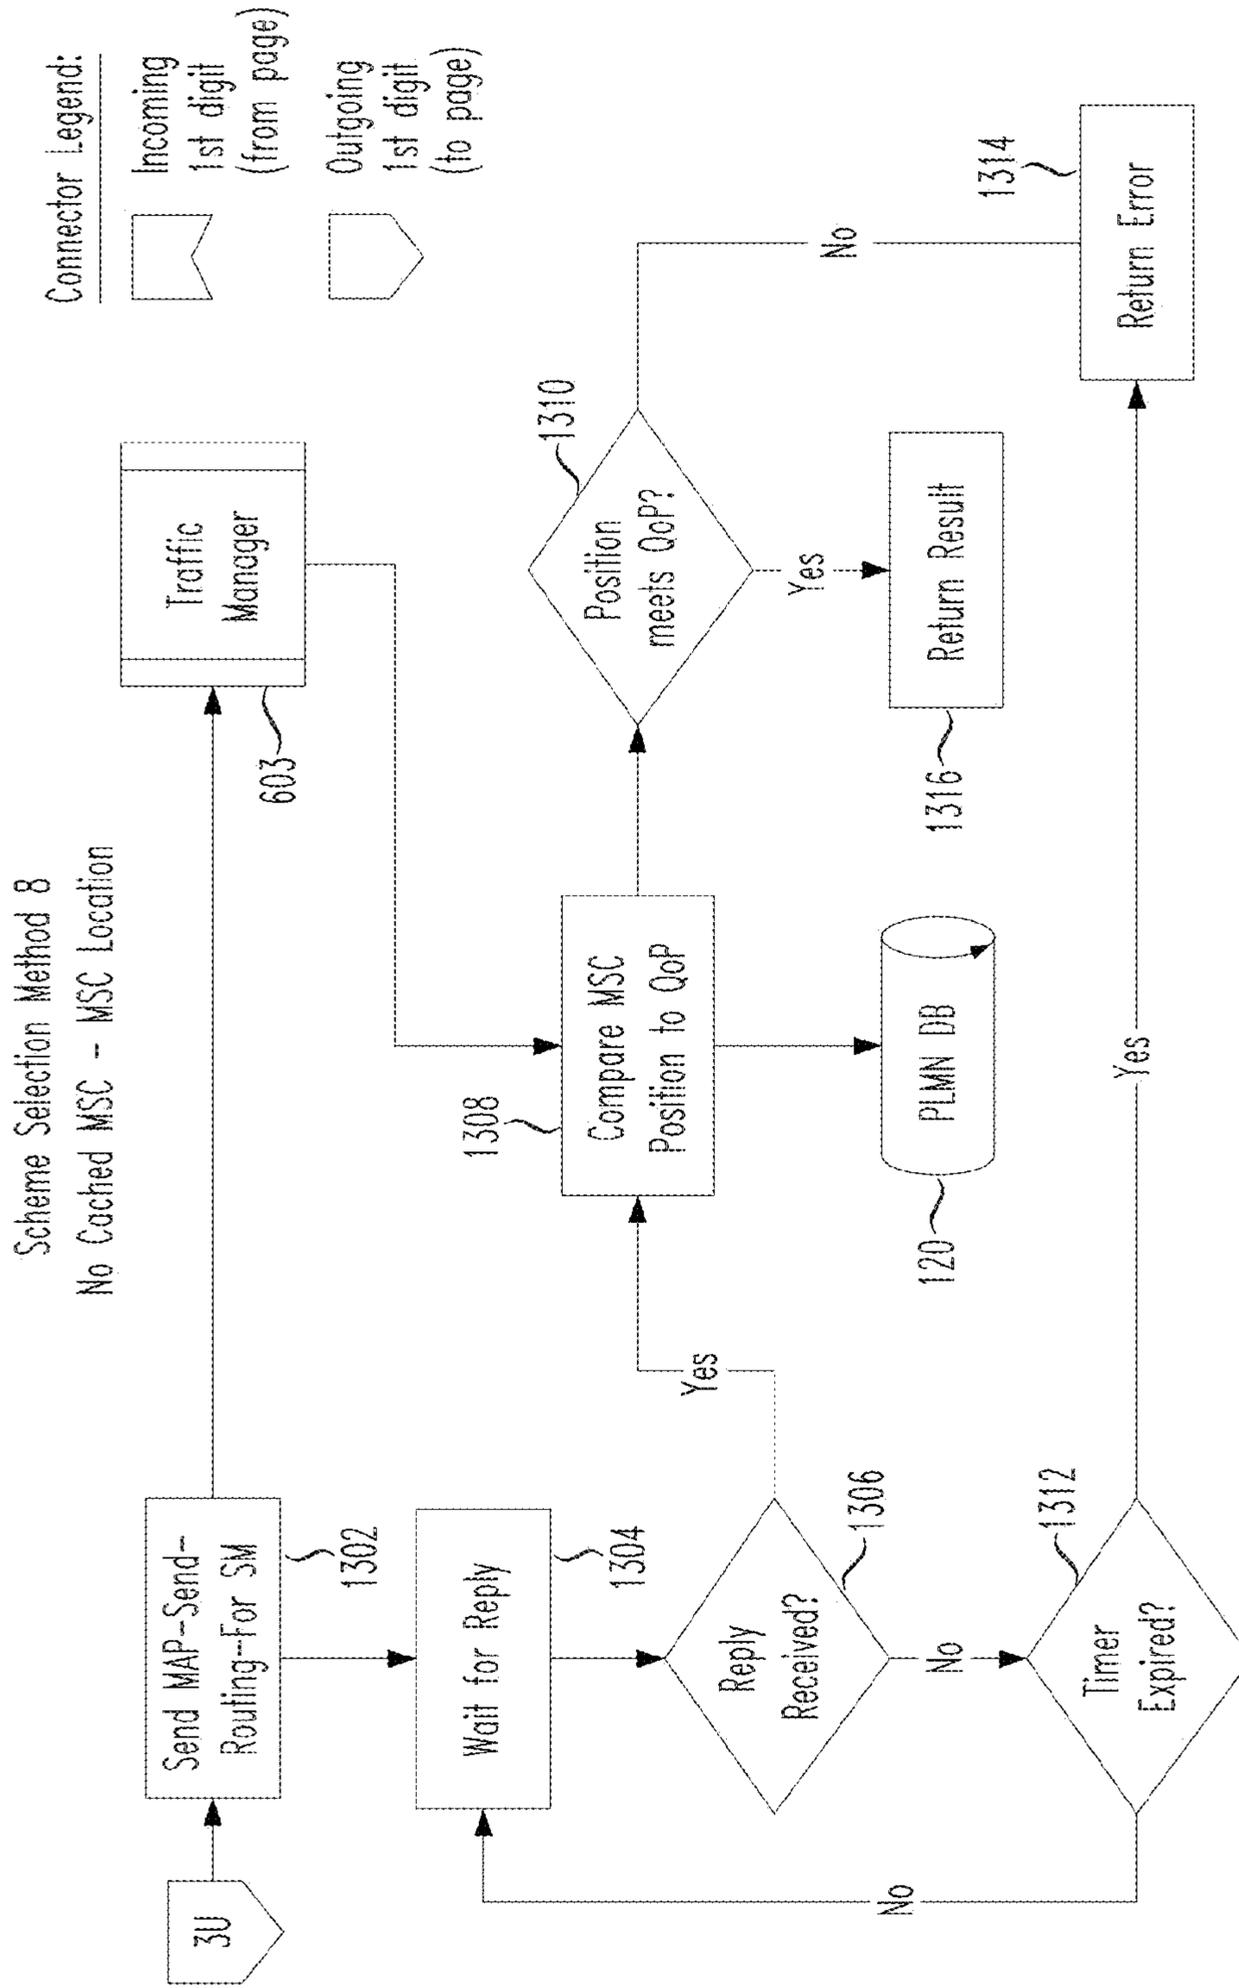 Scheme Selection Method 8
No Cached MSC - MSC Location
Connector Legend:
Incoming
1st digit
(from page)
Outgoing
1st digit
(to page)
3U
Send MAP-Send-
Routing-For SM
1302
Traffic
Manager
603
Wait for Reply
1304
Reply
Received?
1306
Yes
No
Compare MSC
Position to QoP
1308
PLMN DB
120
Position
meets QoP?
1310
Yes
No
Return Result
1316
Timer
Expired?
1312
No
Yes
Return Error
1314